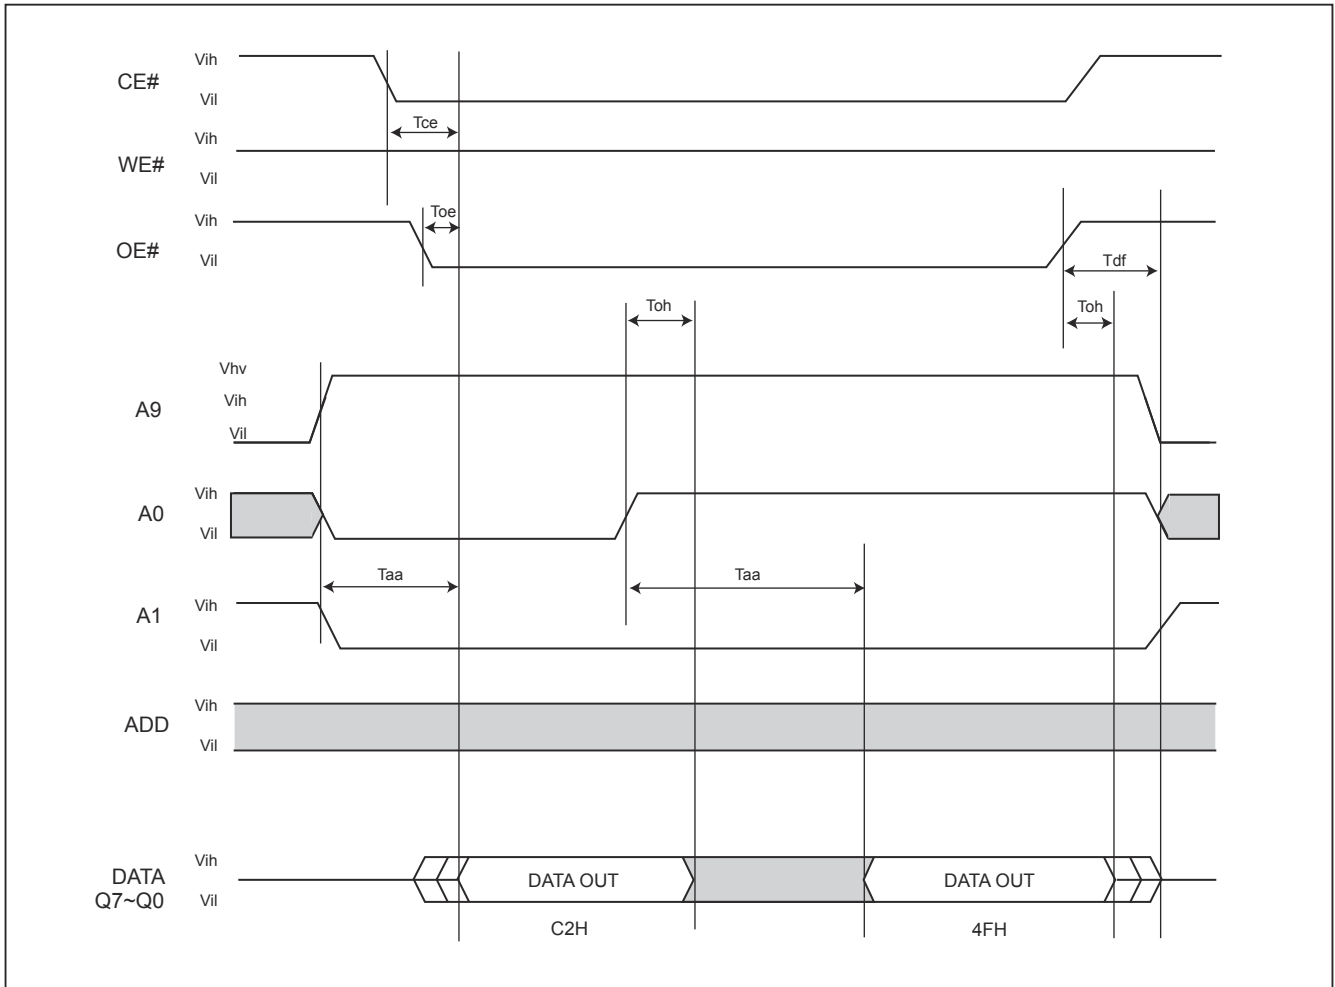 Vih
CE#
Vil
Tce
Vih
WE#
Vil
Toe
Vih
OE#
Vil
Tdf
Toh
Toh
Vhv
Vih
A9
Vil
Vih
A0
Vil
Taa
Taa
Vih
A1
Vil
Vih
ADD
Vil
Vih
DATA
Q7~Q0
Vil
DATA OUT
DATA OUT
C2H
4FH